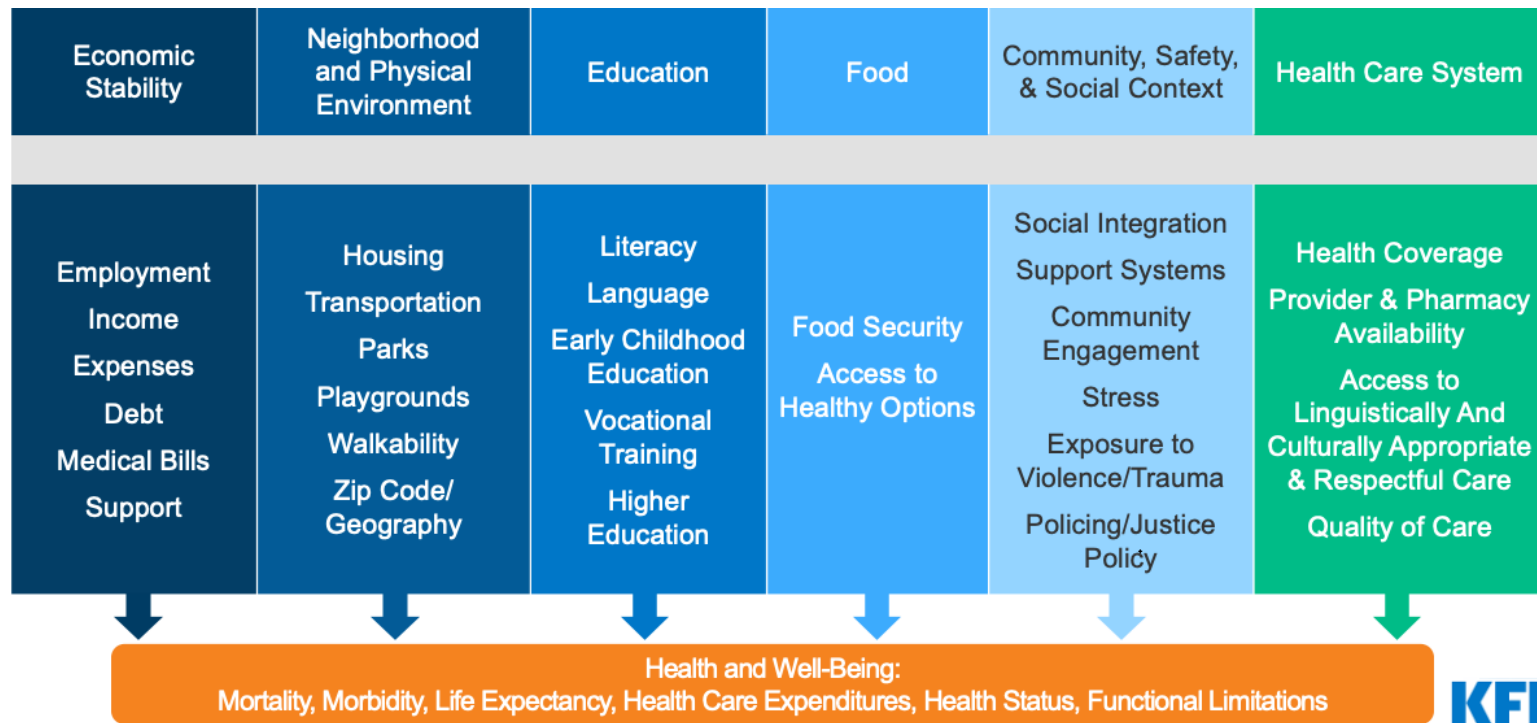 Economic
Stability
Neighborhood
and Physical
Environment
Education
Food
Community, Safety,
& Social Context
Health Care System
Employment
Income
Expenses
Debt
Medical Bills
Support
Housing
Transportation
Parks
Playgrounds
Walkability
Zip Code/
Geography
Literacy
Language
Early Childhood
Education
Vocational
Training
Higher
Education
Food Security
Access to
Healthy Options
Social Integration
Support Systems
Community
Engagement
Stress
Exposure to
Violence/Trauma
Policing/Justice
Policy
Health Coverage
Provider & Pharmacy
Availability
Access to
Linguistically And
Culturally Appropriate
& Respectful Care
Quality of Care
Health and Well-Being:
Mortality, Morbidity, Life Expectancy, Health Care Expenditures, Health Status, Functional Limitations